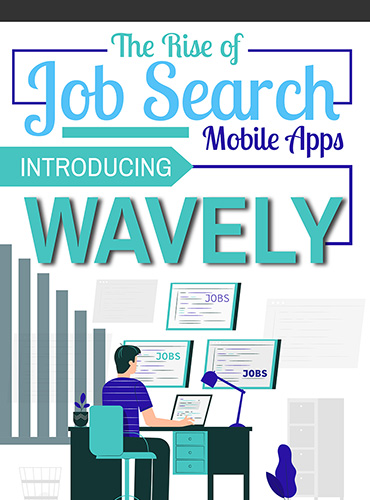 The Rise of
Job Search
Mobile Apps
INTRODUCING
WAVELY
JOBS
JOBS
JOBS